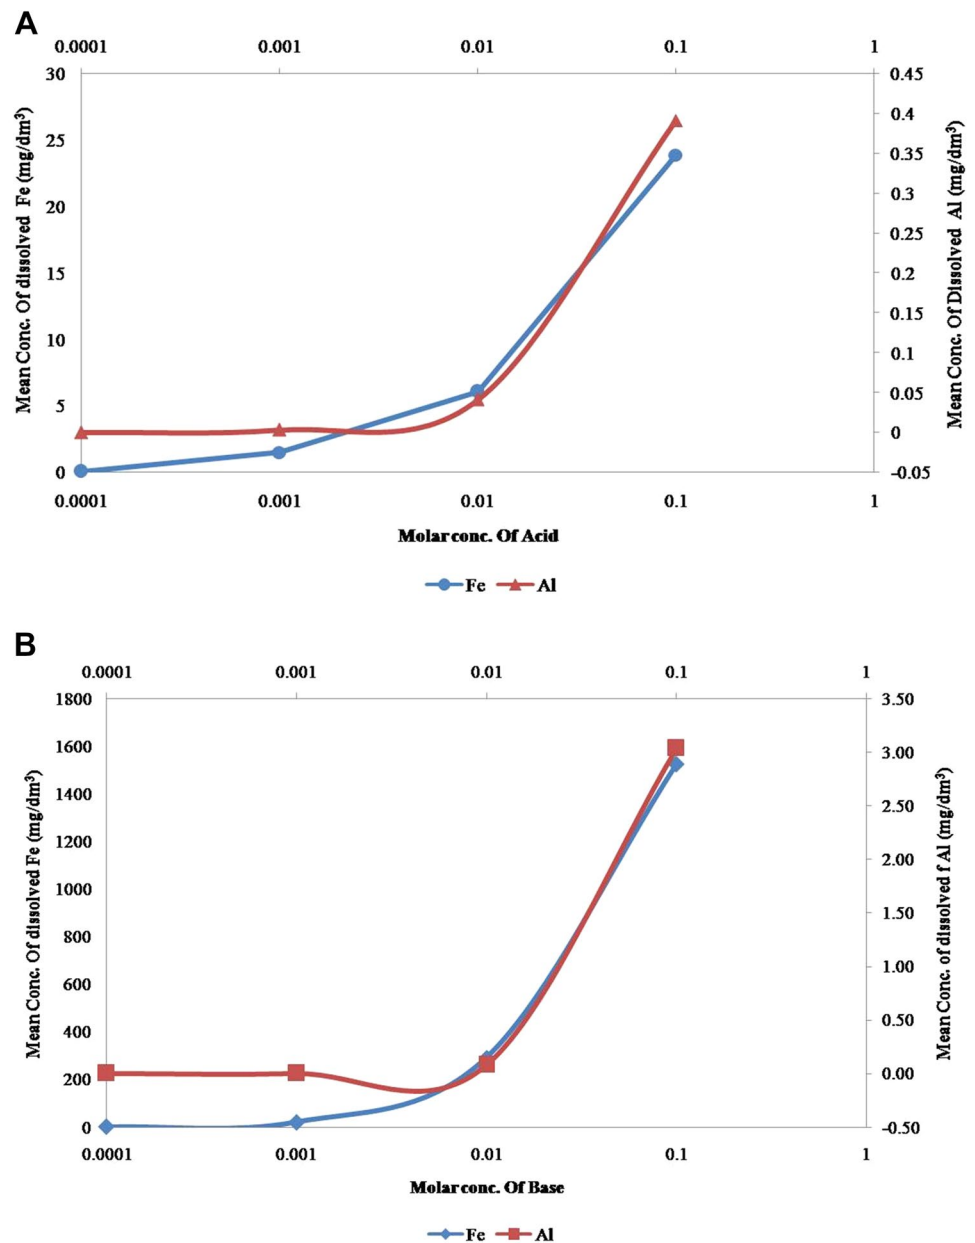 A
0.0001 0.001 0.01 0.1 1
30 0.45
25 0.4
20 0.35
15 0.3
10 0.25
5 0.2
0 0.15
0.1
0.05
0
-0.05
Mean Conc. Of dissolved Fe (mg/dm³)
Mean Conc. Of Dissolved Al (mg/dm³)
0.0001 0.001 0.01 0.1 1
Molar conc. Of Acid
Fe Al
B
0.0001 0.001 0.01 0.1 1
1800 3.50
1600 3.00
1400 2.50
1200 2.00
1000 1.50
800 1.00
600 0.50
400 0.00
200 -0.50
0
Mean Conc. Of dissolved Fe (mg/dm³)
Mean Conc. of dissolved f Al (mg/dm³)
0.0001 0.001 0.01 0.1 1
Molar conc. Of Base
Fe Al